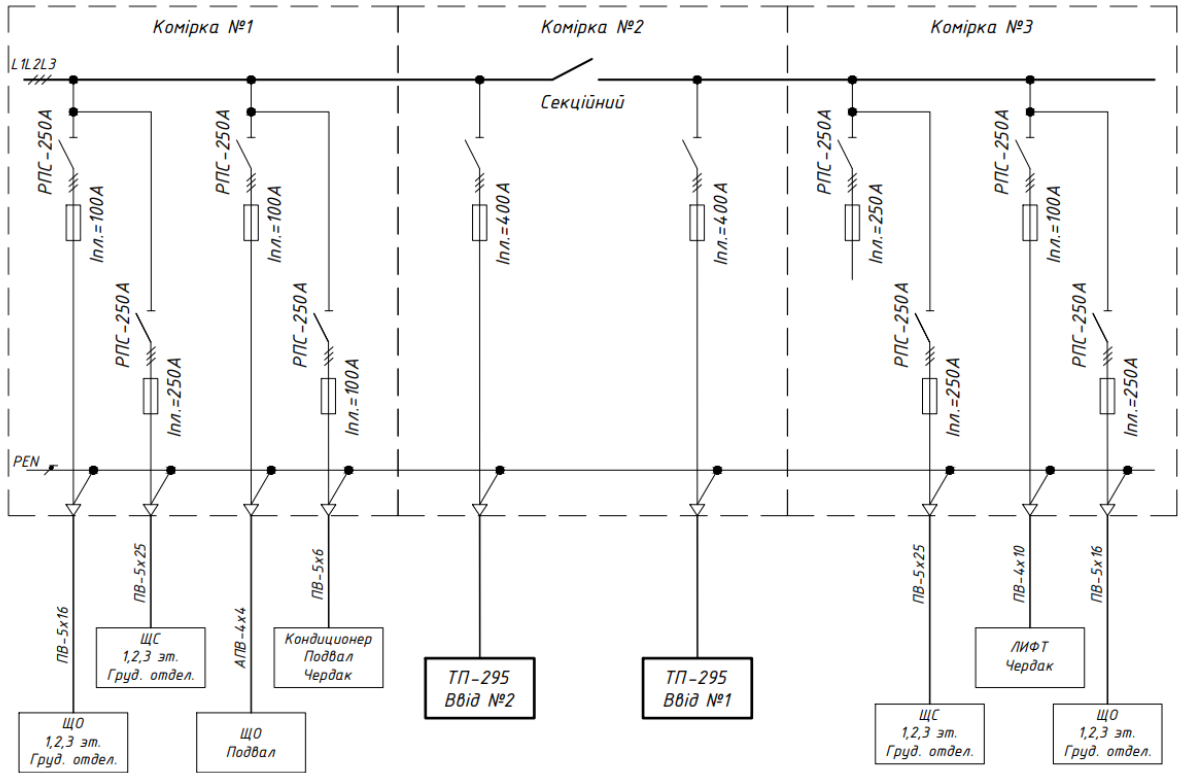 Комірка №1
Комірка №2
Комірка №3
L1L2L3
Секційний
РПС-250А
Iпл.=100А
РПС-250А
Iпл.=250А
РПС-250А
Iпл.=100А
РПС-250А
Iпл.=100А
Iпл.=400А
Iпл.=400А
РПС-250А
Iпл.=250А
РПС-250А
Iпл.=250А
РПС-250А
Iпл.=100А
РПС-250А
Iпл.=250А
PEN
ПВ-5х16
ПВ-5х25
АПВ-4х4
ПВ-5х6
ПВ-5х25
ПВ-4х10
ПВ-5х16
ЩС
1,2,3 эт.
Груд. отдел.
Кондиционер
Подвал
Чердак
ТП-295
Ввід №2
ТП-295
Ввід №1
ЛИФТ
Чердак
ЩО
1,2,3 эт.
Груд. отдел.
ЩО
Подвал
ЩС
1,2,3 эт.
Груд. отдел.
ЩО
1,2,3 эт.
Груд. отдел.